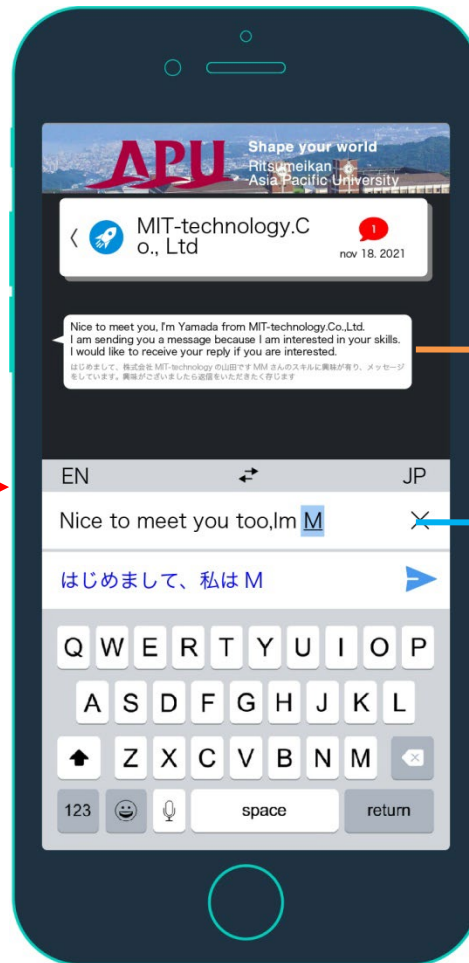 APU
Shape your world
Ritsumeikan
Asia Pacific University
MIT-technology.C
o., Ltd
1
nov 18. 2021
Nice to meet you, I'm Yamada from MIT-technology.Co.,Ltd.
I am sending you a message because I am interested in your skills.
I would like to receive your reply if you are interested.
はじめまして、株式会社 MIT-technology の山田です MM さんのスキルに興味が有り、メッセージ
をしています。興味がございましたら返信をいただきたく存じます
EN JP
Nice to meet you too,Im M
はじめまして、私は M
Q W E R T Y U I O P
A S D F G H J K L
Z X C V B N M
123 space return